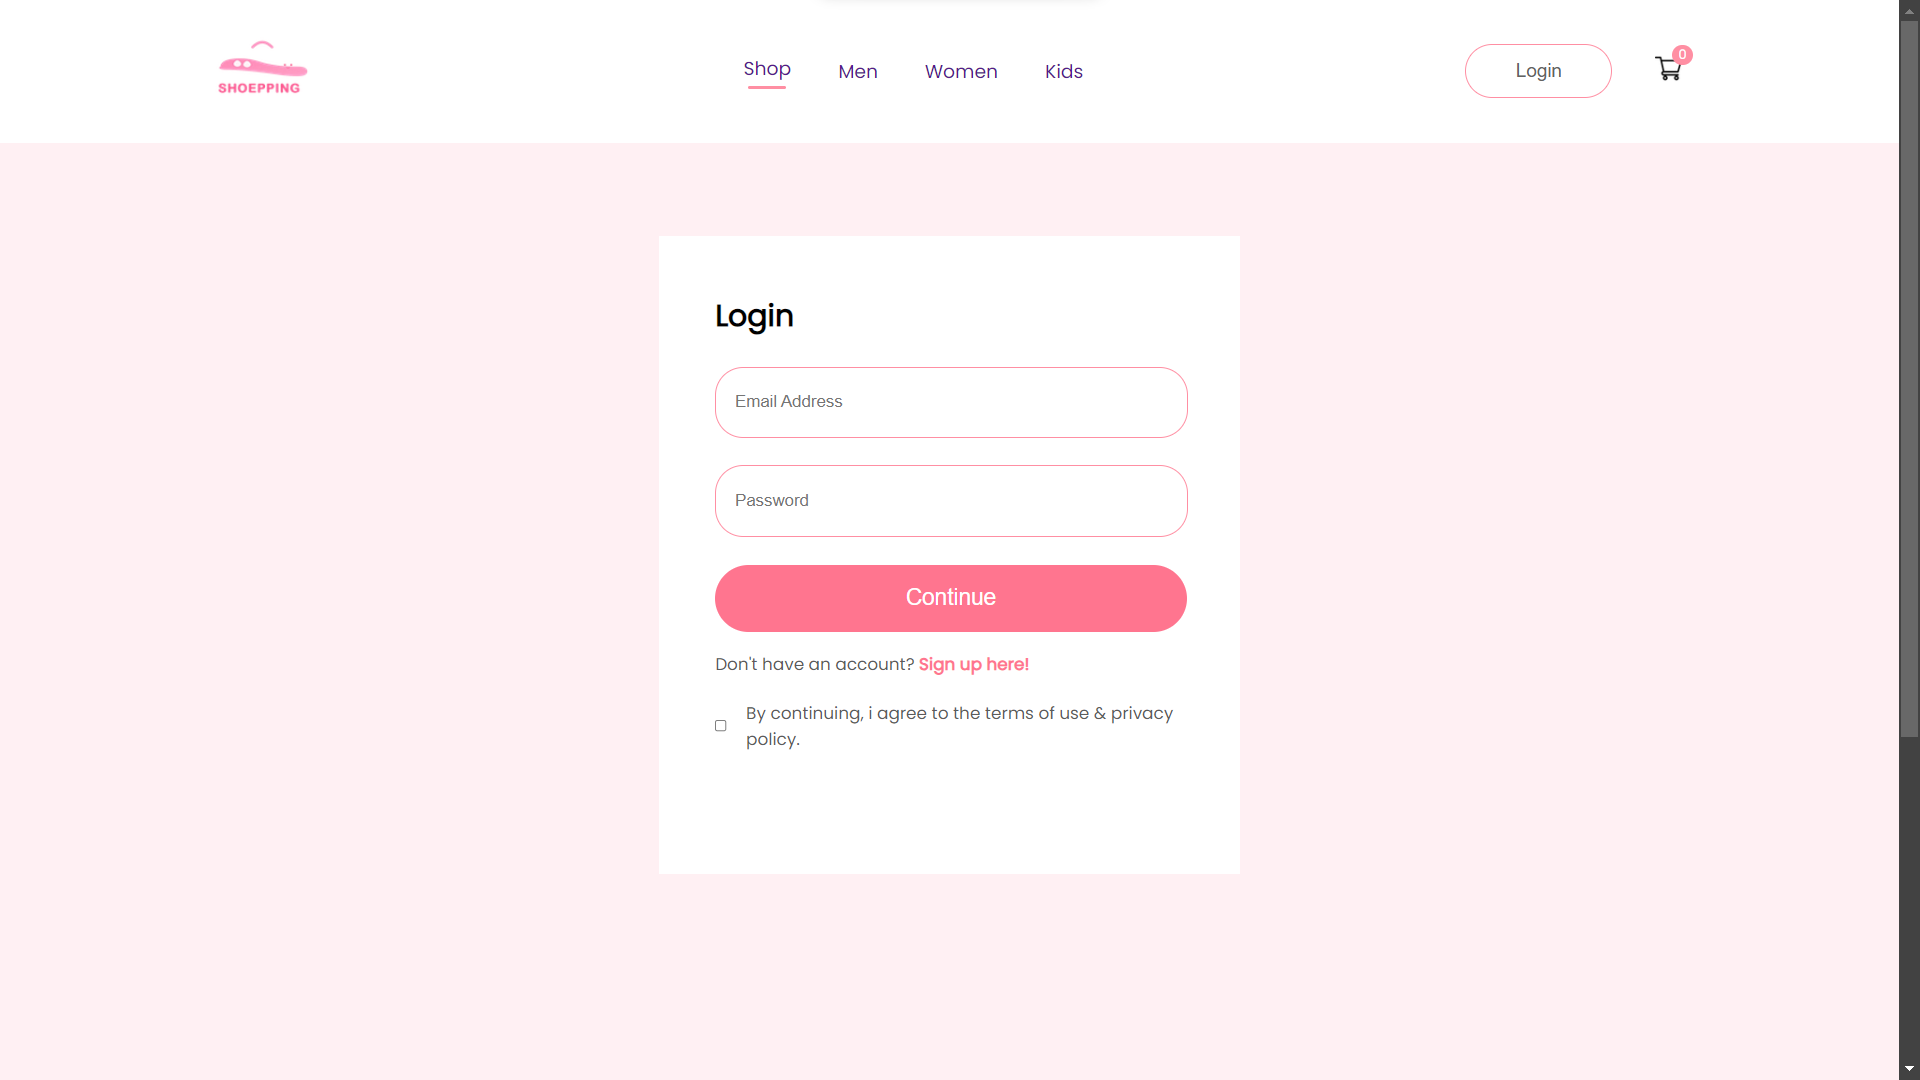 SHOEPPING
Shop Men Women Kids
Login
0
Login
Email Address
Password
Continue
Don't have an account? Sign up here!
By continuing, i agree to the terms of use & privacy
policy.